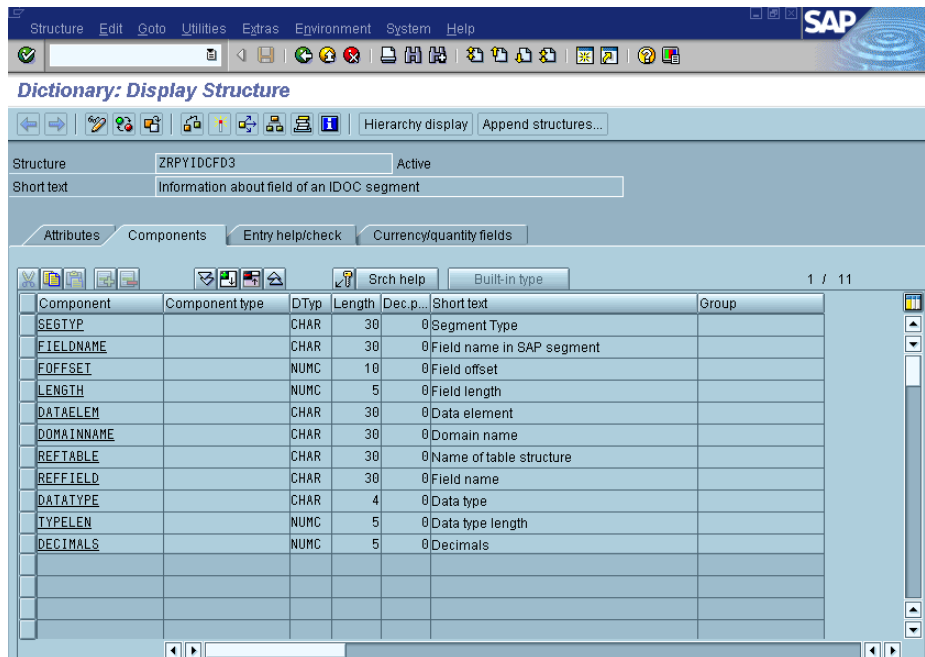 Structure Edit Goto Utilities Extras Environment System Help
SAP
Dictionary: Display Structure
Hierarchy display Append structures...
Structure ZRPYIDCFD3 Active
Short text Information about field of an IDOC segment
Attributes Components Entry help/check Currency/quantity fields
Srch help Built-in type 1 / 11
Component Component type DTyp Length Dec.p... Short text Group
SEGTYP CHAR 30 0 Segment Type
FIELDNAME CHAR 30 0 Field name in SAP segment
FOFFSET NUMC 10 0 Field offset
LENGTH NUMC 5 0 Field length
DATAELEM CHAR 30 0 Data element
DOMAINNAME CHAR 30 0 Domain name
REFTABLE CHAR 30 0 Name of table structure
REFFIELD CHAR 30 0 Field name
DATATYPE CHAR 4 0 Data type
TYPELEN NUMC 5 0 Data type length
DECIMALS NUMC 5 0 Decimals